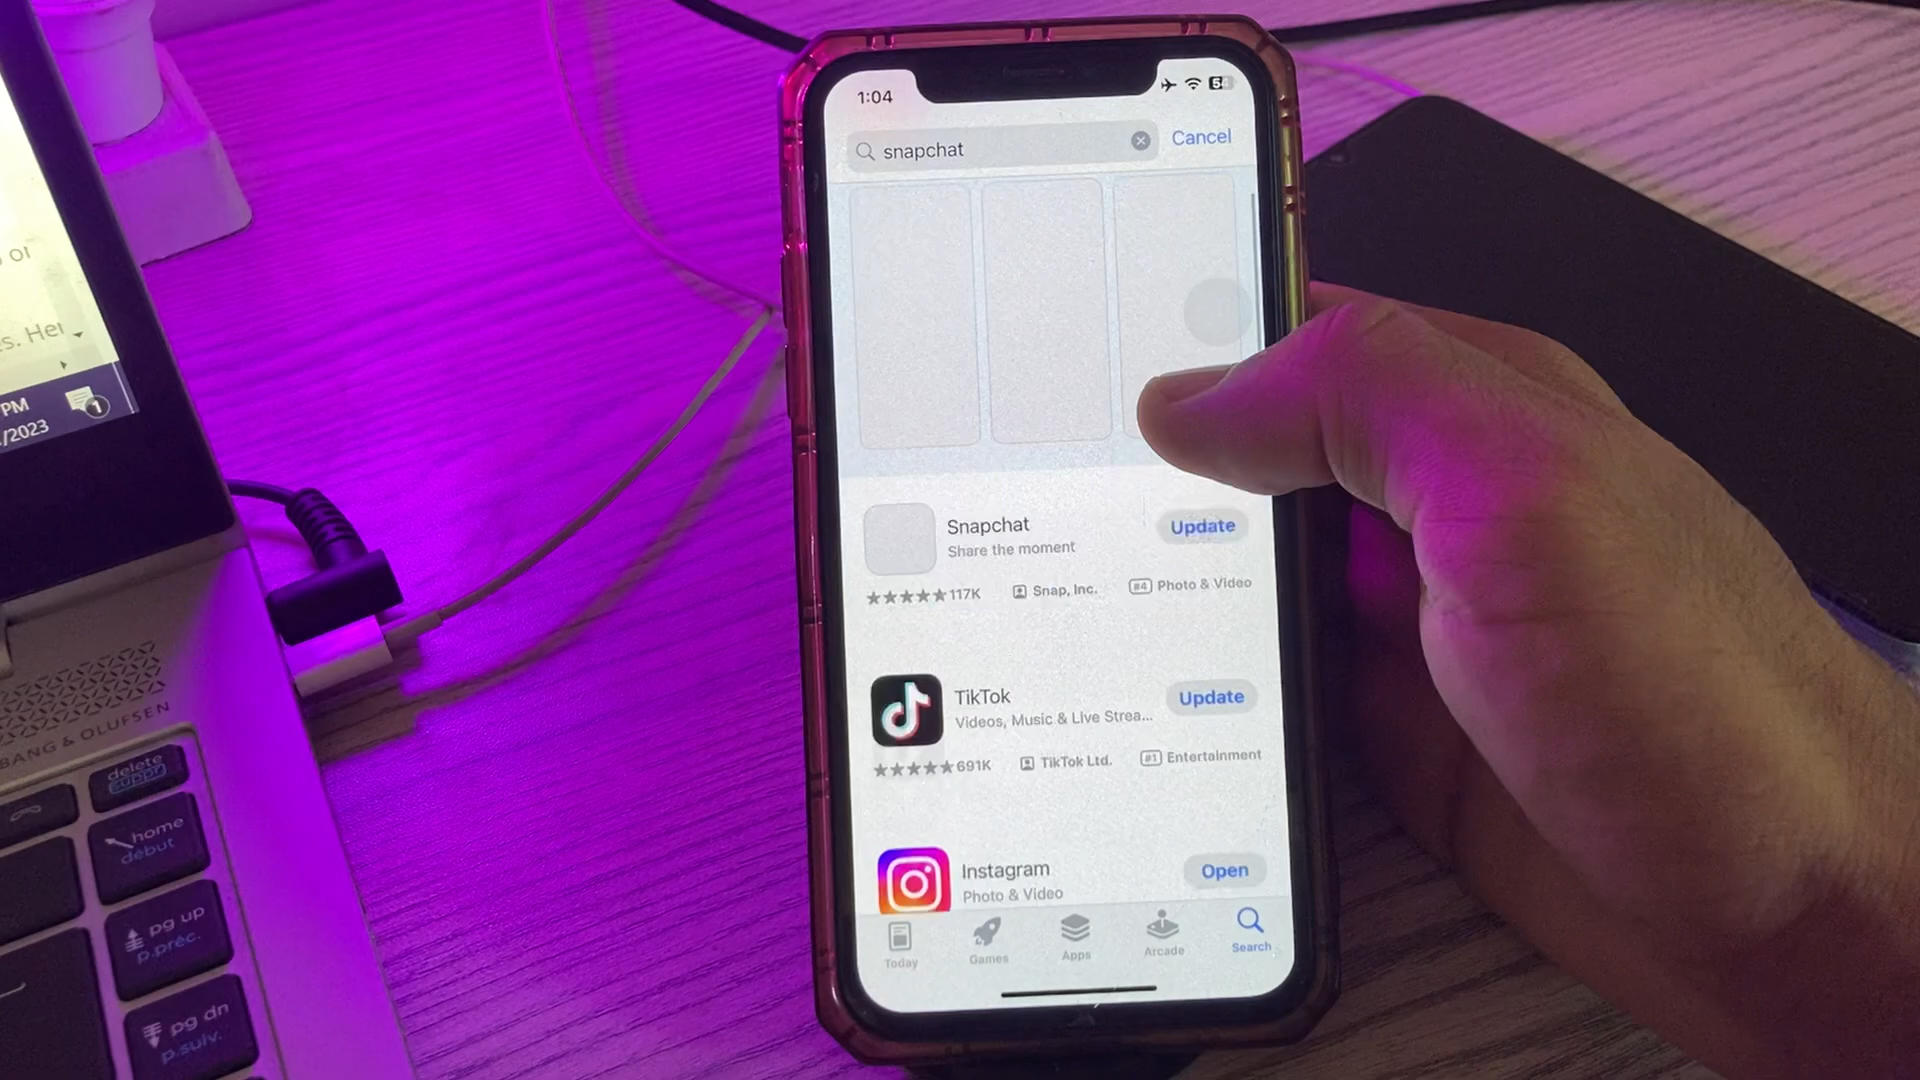 1:04
snapchat
Cancel
Snapchat
Update
Share the moment
117K
Snap, Inc.
#4
Photo & Video
TikTok
Update
Videos, Music & Live Strea...
691K
TikTok Ltd.
#1
Entertainment
Instagram
Open
Photo & Video
Today
Games
Apps
Arcade
Search
PM
1
/2023
BANG & OLUFSEN
delete
suppr
home
début
pg up
p.préc.
pg dn
p.suiv.